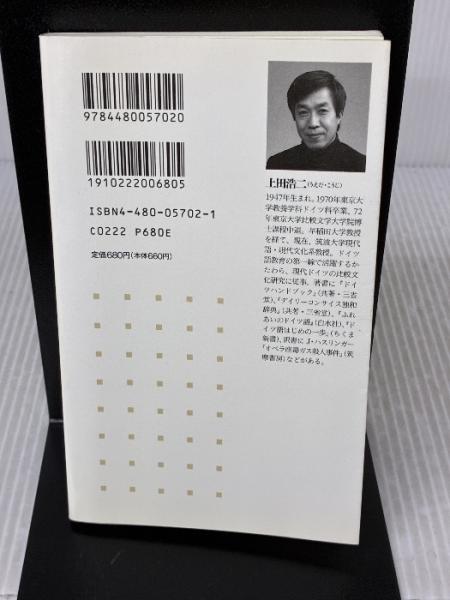 9784480057020
1910222006805
ISBN4-480-05702-1
C0222 P680E
定価680円(本体660円)
上田浩二(うえだ・こうじ)
1947年生まれ。1970年東京大
学教養学科ドイツ科卒業。72
年東京大学比較文学大学院博
士課程中退。早稲田大学教授
を経て、現在、筑波大学現代
語・現代文化系教授。ドイツ
語教育の第一線で活躍するか
たわら、現代ドイツの比較文
化研究に従事。著書に『ドイ
ツハンドブック』(共著・三省
堂)、『デイリーコンサイス独和
辞典』(共著・三省堂)、『ふれ
あいのドイツ語』(白水社)、『ド
イツ語はじめの一歩』(ちくま
新書)、訳書に J・ハスリンガー
『オペラ座毒ガス殺人事件』(筑
摩書房)などがある。